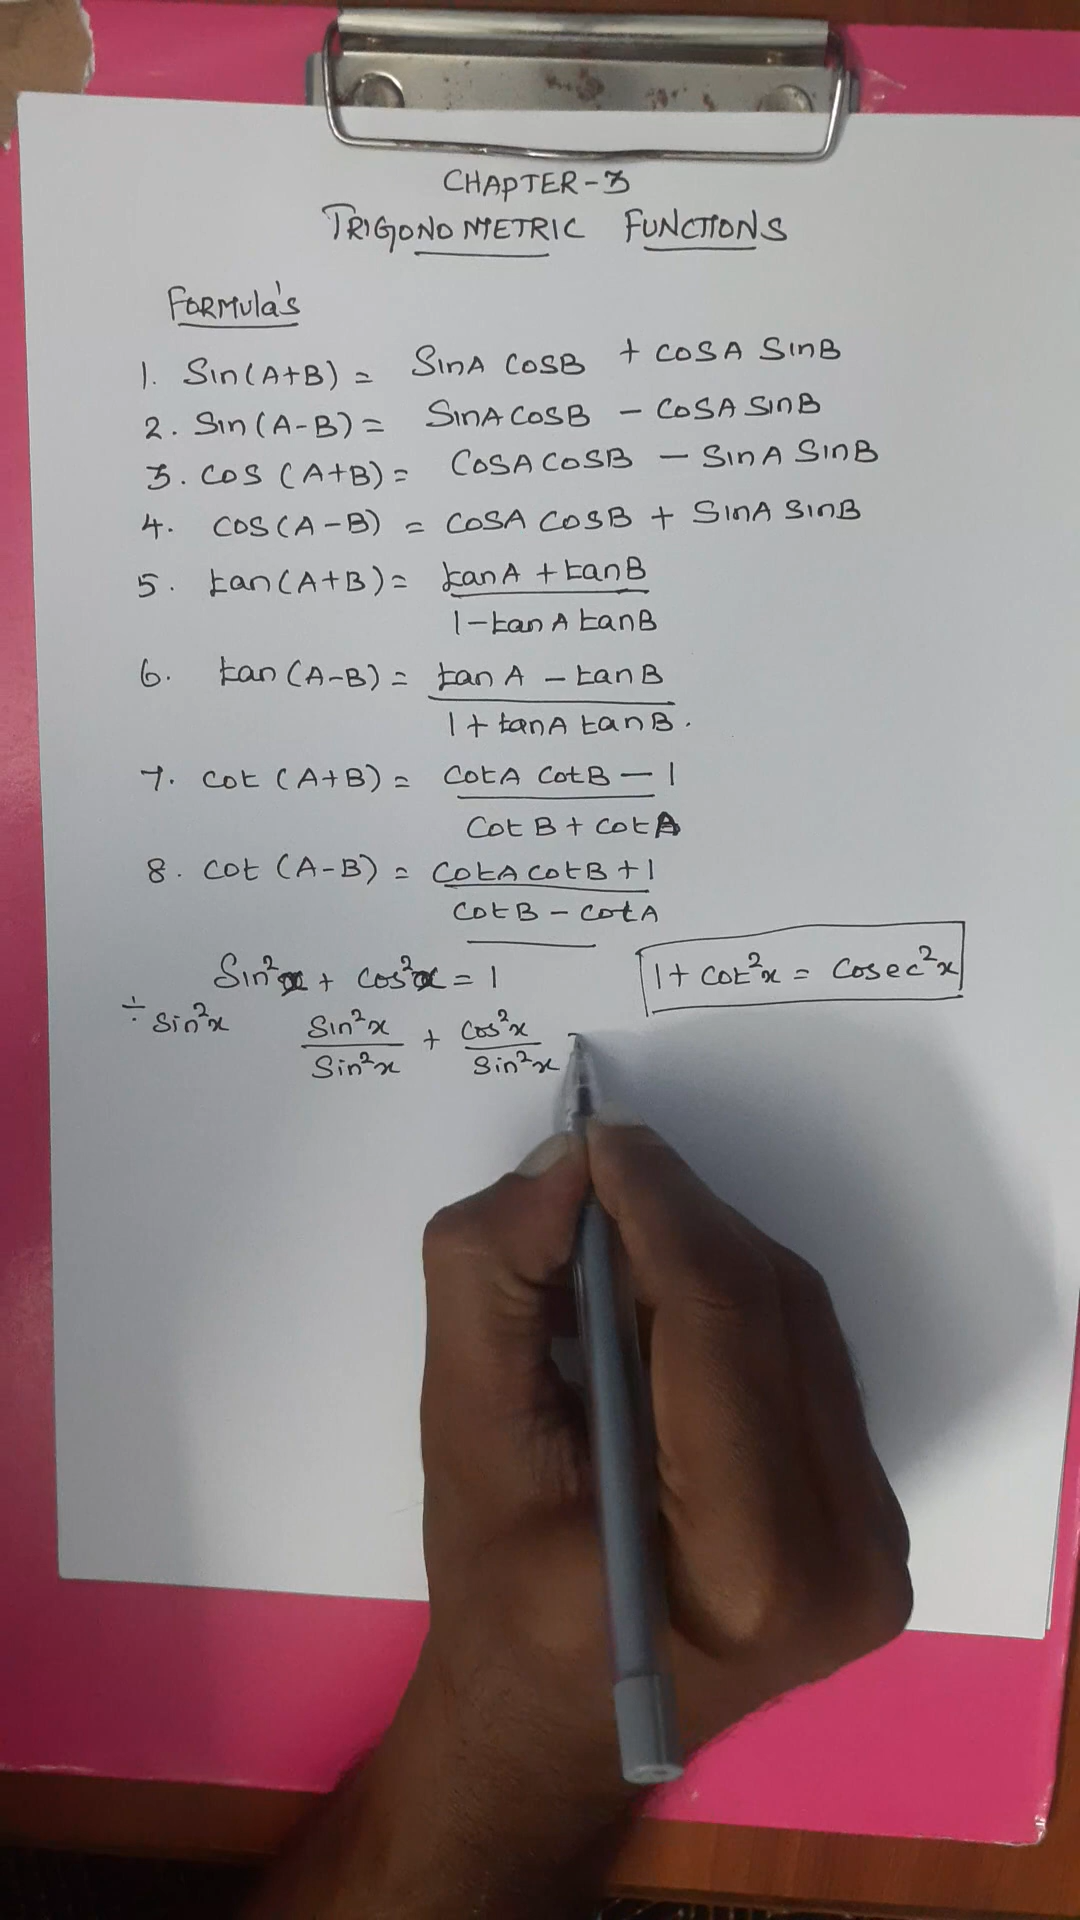 CHAPTER-3
TRIGONOMETRIC FUNCTIONS
FORMULA'S
1. Sin(A+B) = SinA CosB + cosA SinB
2. Sin(A-B) = SinA CosB - CosA SinB
3. cos (A+B) = CosA CosB - SinA SinB
4. cos(A-B) = cosA cosB + SinA SinB
5. tan(A+B) = tanA + tanB
1-tanA tanB
6. tan (A-B) = tan A - tan B
1 + tanA tanB.
7. cot (A+B) = cotA cotB - 1
Cot B + cotA
8. cot (A-B) = cotA cotB + 1
cotB - cotA
Sin²x + cos²x = 1
1 + cot²x = cosec²x
÷ sin²x
Sin²x + cos²x =
Sin²x sin²x